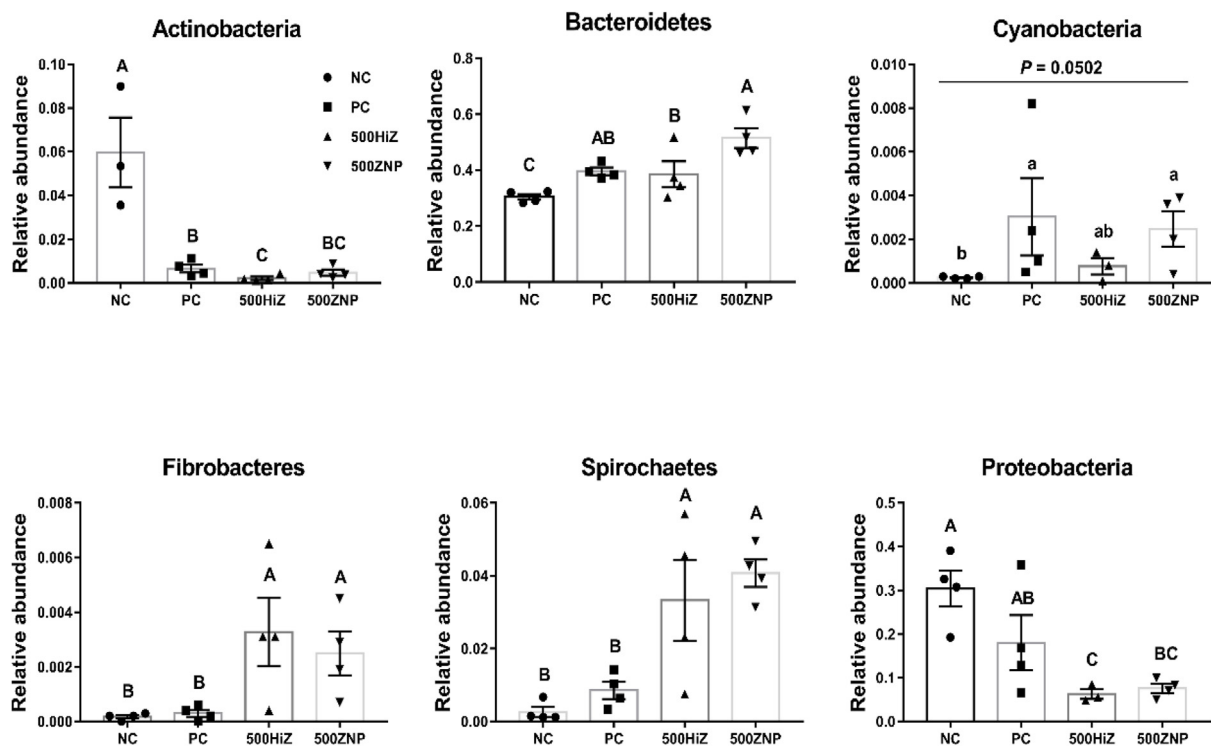 Actinobacteria
Relative abundance
0.10
0.08
0.06
0.04
0.02
0.00
A
B
C
BC
NC
PC
500HiZ
500ZNP
NC
PC
500HiZ
500ZNP
Bacteroidetes
Relative abundance
0.8
0.6
0.4
0.2
0.0
C
AB
B
A
NC
PC
500HiZ
500ZNP
Cyanobacteria
Relative abundance
0.010
0.008
0.006
0.004
0.002
0.000
P = 0.0502
b
a
ab
a
NC
PC
500HiZ
500ZNP
Fibrobacteres
Relative abundance
0.008
0.006
0.004
0.002
0.000
B
B
A
A
NC
PC
500HiZ
500ZNP
Spirochaetes
Relative abundance
0.06
0.04
0.02
0.00
B
B
A
A
NC
PC
500HiZ
500ZNP
Proteobacteria
Relative abundance
0.5
0.4
0.3
0.2
0.1
0.0
A
AB
C
BC
NC
PC
500HiZ
500ZNP